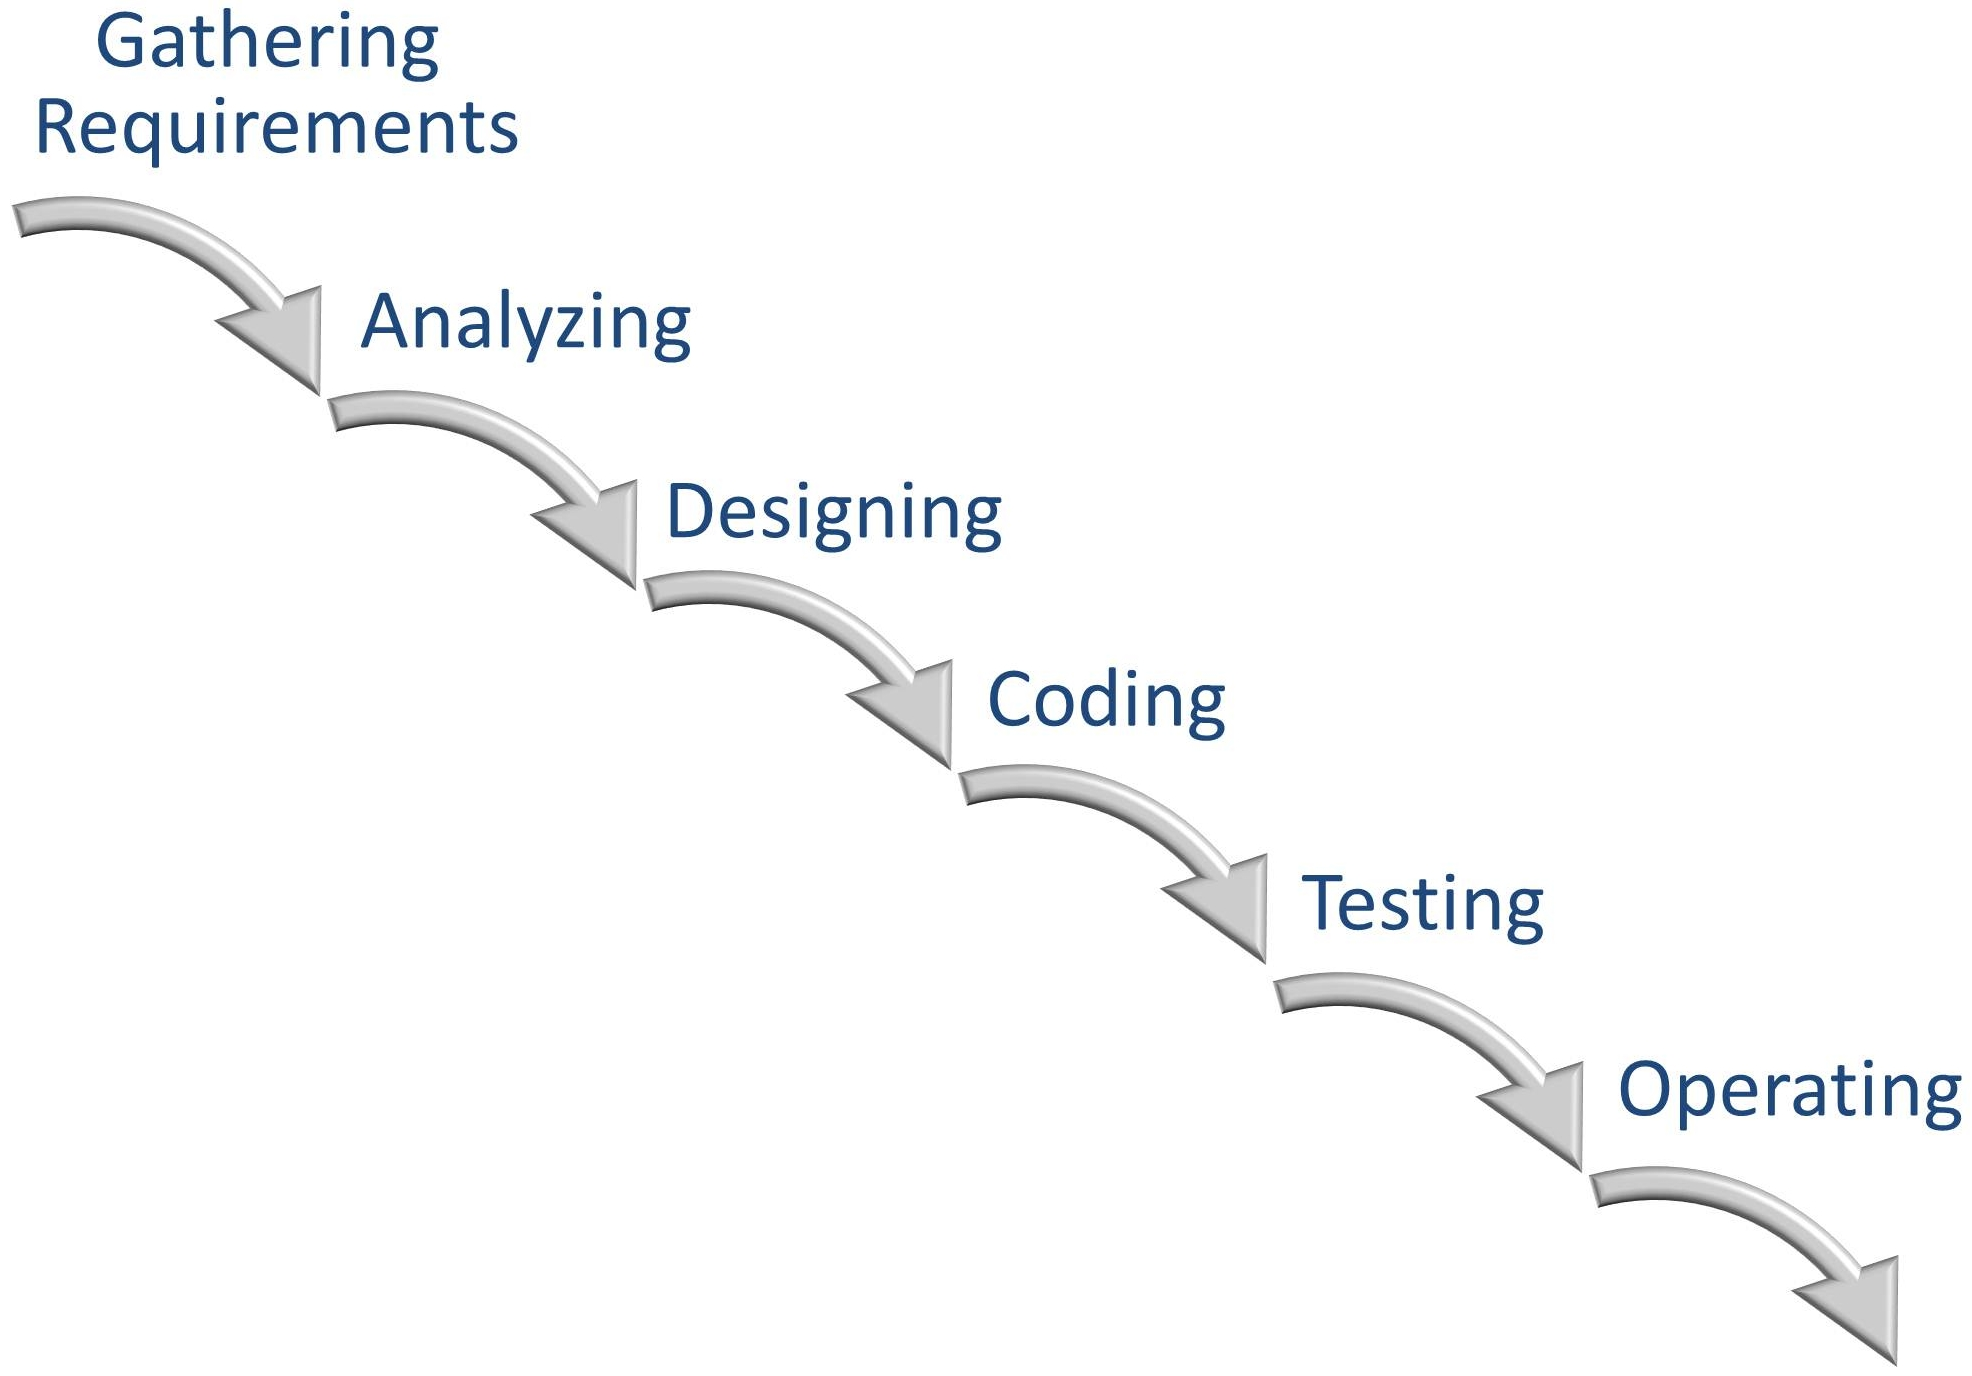 Gathering
Requirements
Analyzing
Designing
Coding
Testing
Operating